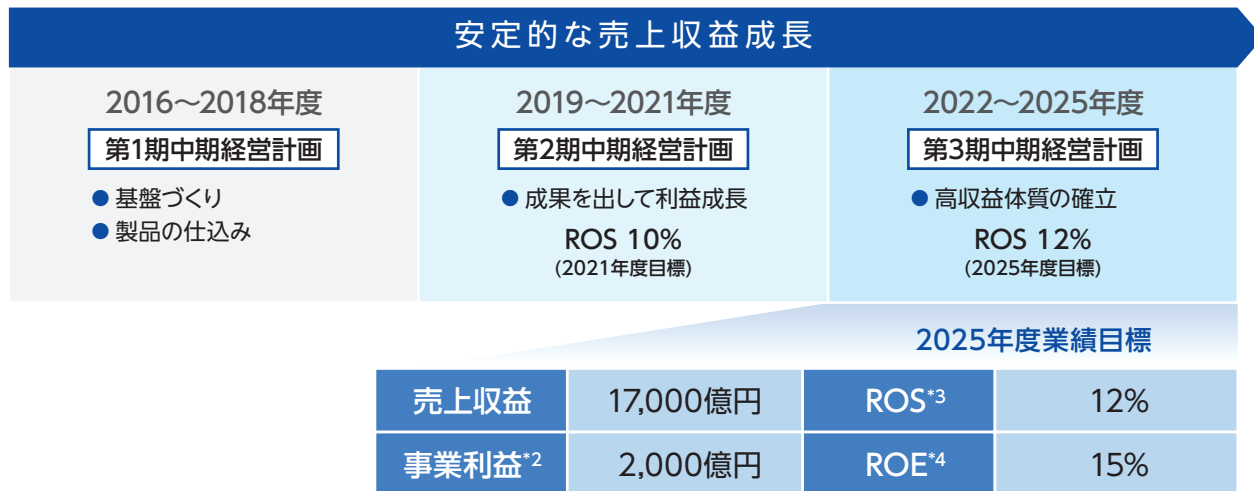 安定的な売上収益成長
2016～2018年度
第1期中期経営計画
● 基盤づくり
● 製品の仕込み
2019～2021年度
第2期中期経営計画
● 成果を出して利益成長
ROS 10%
(2021年度目標)
2022～2025年度
第3期中期経営計画
● 高収益体質の確立
ROS 12%
(2025年度目標)
2025年度業績目標
売上収益 17,000億円 ROS*3 12%
事業利益*2 2,000億円 ROE*4 15%